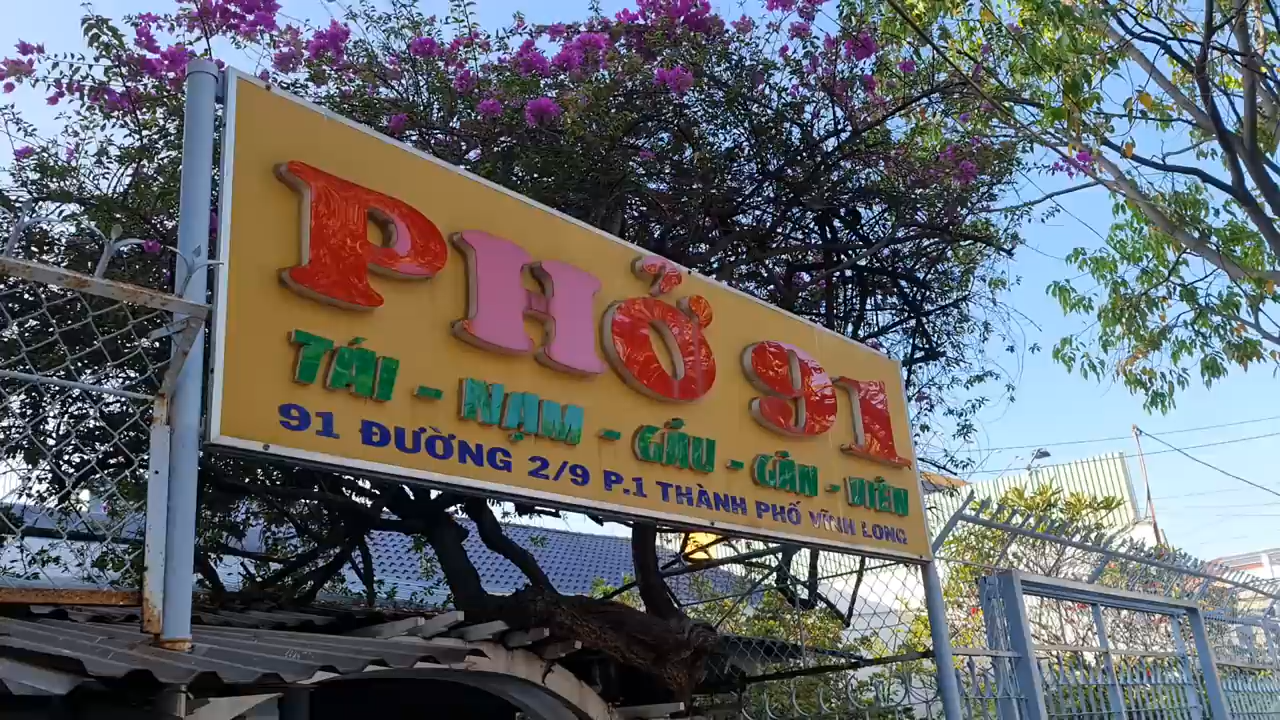 PHỞ 91
TÁI - NẠM - GẦU - GÂN - VIÊN
91 ĐƯỜNG 2/9 P.1 THÀNH PHỐ VĨNH LONG